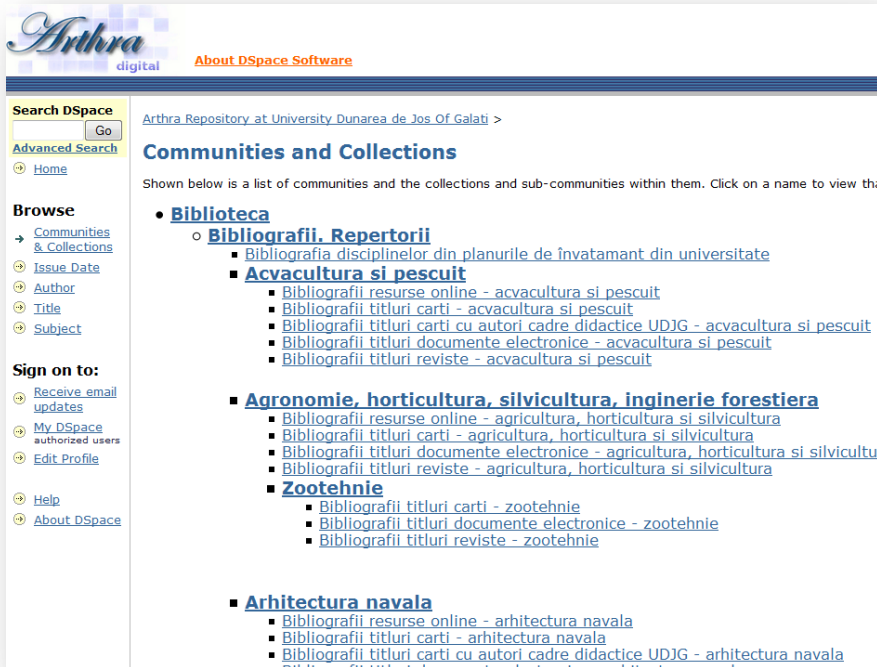 Arthra
digital
About DSpace Software
Search DSpace
Go
Advanced Search
Home
Browse
Communities
& Collections
Issue Date
Author
Title
Subject
Sign on to:
Receive email
updates
My DSpace
authorized users
Edit Profile
Help
About DSpace
Arthra Repository at University Dunarea de Jos Of Galati >
Communities and Collections
Shown below is a list of communities and the collections and sub-communities within them. Click on a name to view
Biblioteca
Bibliografii. Repertorii
Bibliografia disciplinelor din planurile de învatamant din universitate
Acvacultura si pescuit
Bibliografii resurse online - acvacultura si pescuit
Bibliografii titluri carti - acvacultura si pescuit
Bibliografii titluri carti cu autori cadre didactice UDJG - acvacultura si pescuit
Bibliografii titluri documente electronice - acvacultura si pescuit
Bibliografii titluri reviste - acvacultura si pescuit
Agronomie, horticultura, silvicultura, inginerie forestiera
Bibliografii resurse online - agricultura, horticultura si silvicultura
Bibliografii titluri carti - agricultura, horticultura si silvicultura
Bibliografii titluri documente electronice - agricultura, horticultura si silvicultu
Bibliografii titluri reviste - agricultura, horticultura si silvicultura
Zootehnie
Bibliografii titluri carti - zootehnie
Bibliografii titluri documente electronice - zootehnie
Bibliografii titluri reviste - zootehnie
Arhitectura navala
Bibliografii resurse online - arhitectura navala
Bibliografii titluri carti - arhitectura navala
Bibliografii titluri carti cu autori cadre didactice UDJG - arhitectura navala